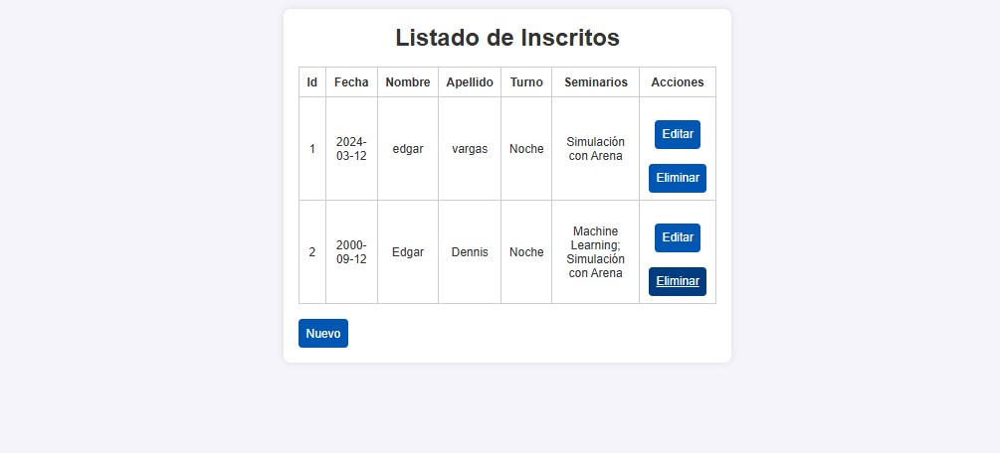 Listado de Inscritos
Id Fecha Nombre Apellido Turno Seminarios Acciones
1 2024-03-12 edgar vargas Noche Simulación con Arena Editar
Eliminar
2 2000-09-12 Edgar Dennis Noche Machine Learning; Simulación con Arena Editar
Eliminar
Nuevo